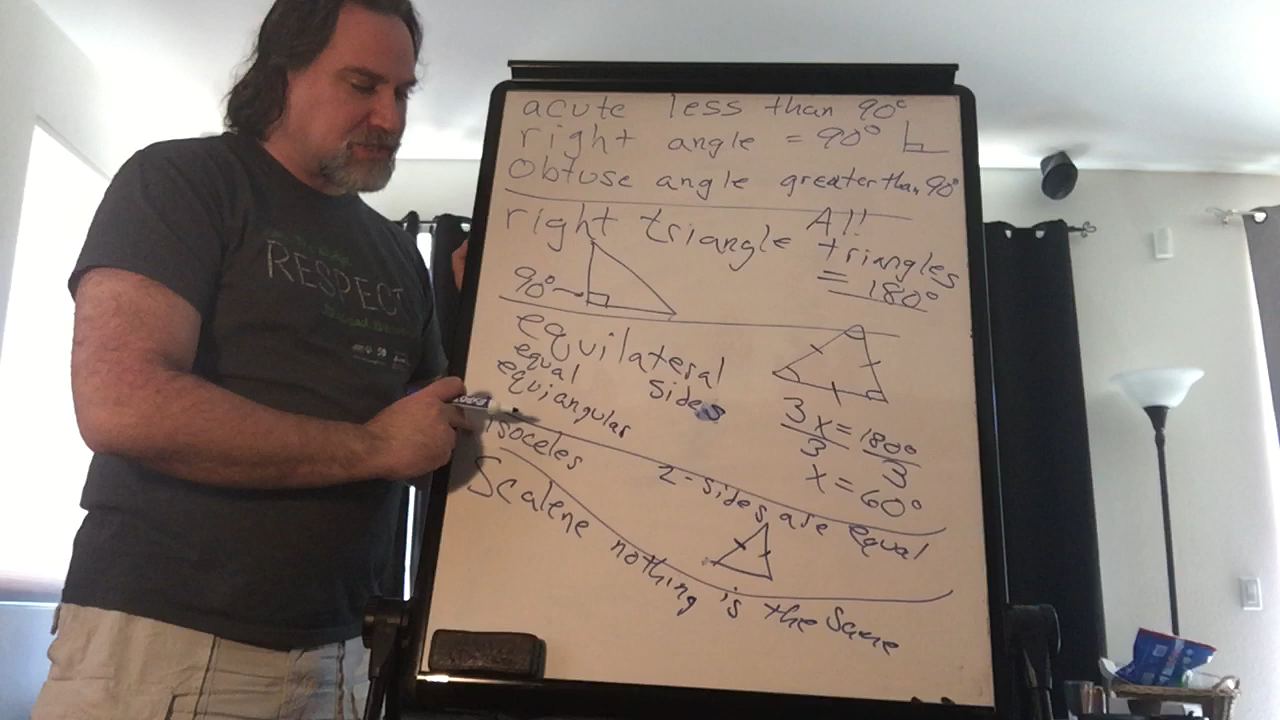 acute less than 90°
right angle = 90°
Obtuse angle greater than 90°
right triangle
All
triangles
= 180°
90°
equilateral
equal sides
equiangular
3x = 180°
3 3
x = 60°
isoceles 2-sides are equal
Scalene nothing is the same
RESPECT